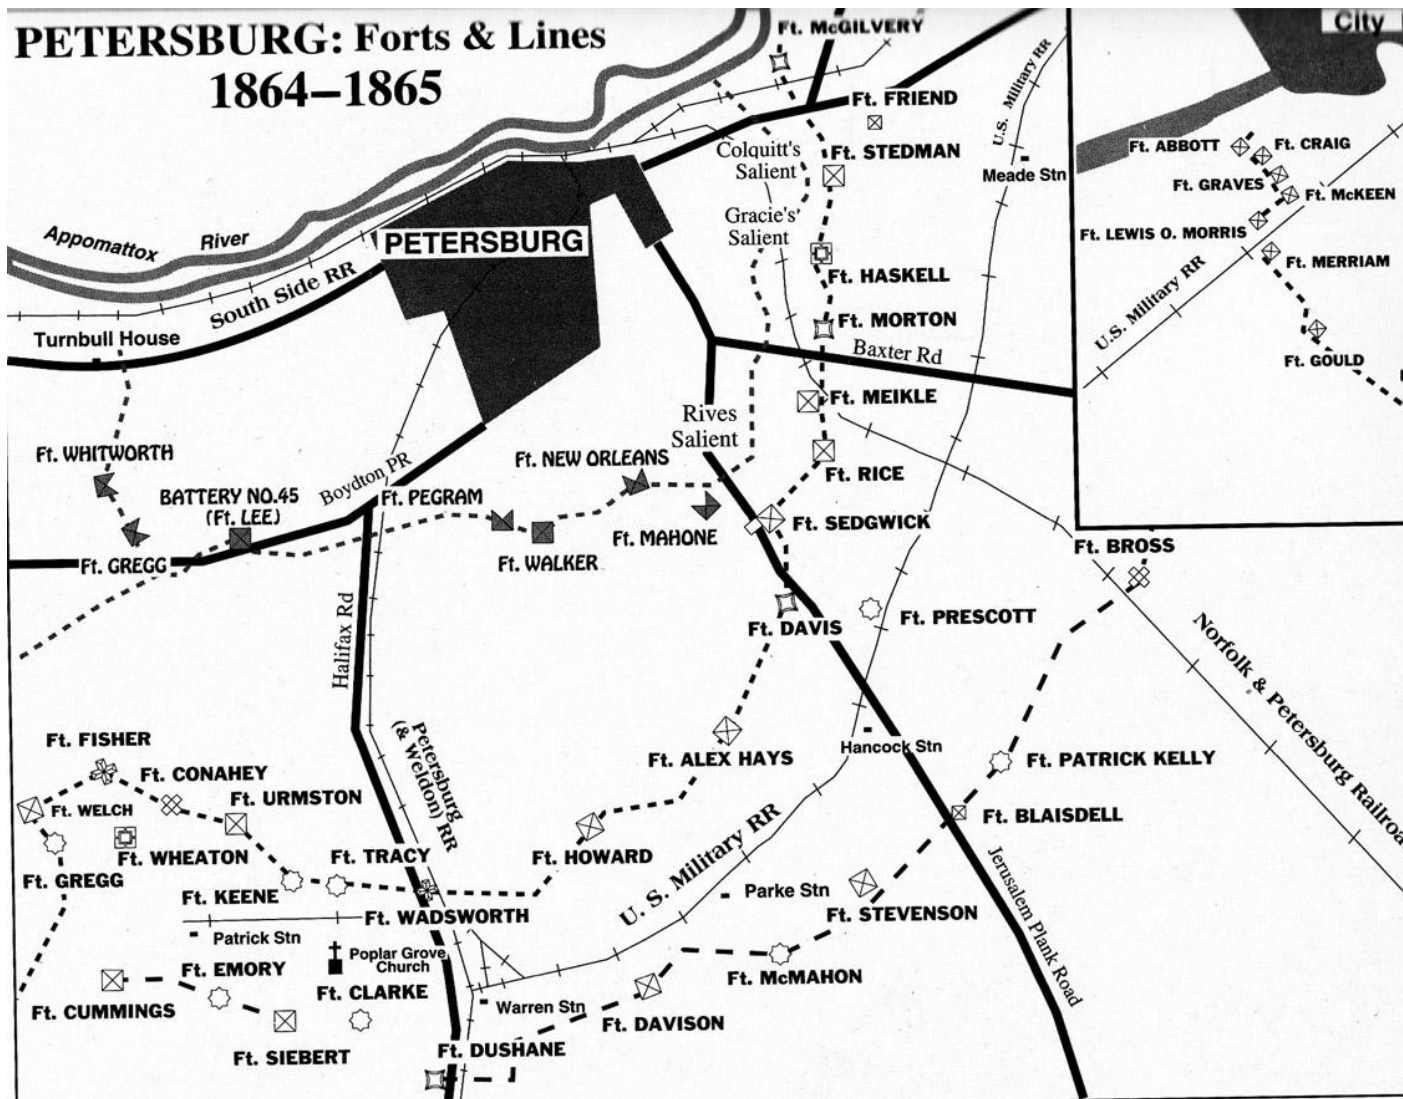 PETERSBURG: Forts & Lines
1864–1865
Ft. McGILVERY
City
Ft. FRIEND
U.S. Military RR
Ft. STEDMAN
Colquitt's
Salient
Meade Stn
Ft. ABBOTT
Ft. CRAIG
Ft. GRAVES
Ft. McKEEN
Ft. LEWIS O. MORRIS
Ft. MERRIAM
U.S. Military RR
Ft. GOULD
Gracie's'
Salient
Appomattox River
PETERSBURG
South Side RR
Ft. HASKELL
Turnbull House
Ft. MORTON
Baxter Rd
Ft. MEIKLE
Rives
Salient
Ft. WHITWORTH
Ft. NEW ORLEANS
Boydton PR
Ft. RICE
BATTERY NO.45
(Ft. LEE)
Ft. PEGRAM
Ft. SEDGWICK
Ft. MAHONE
Ft. GREGG
Ft. WALKER
Ft. BROSS
Ft. DAVIS
Ft. PRESCOTT
Halifax Rd
Norfolk & Petersburg Railroa
Petersburg
(& Weldon) RR
Ft. FISHER
Hancock Stn
Ft. ALEX HAYS
Ft. PATRICK KELLY
Ft. CONAHEY
Ft. URMSTON
Ft. WELCH
Ft. BLAISDELL
Ft. WHEATON
Ft. TRACY
Ft. HOWARD
U. S. Military RR
Ft. GREGG
Ft. KEENE
Parke Stn
Jerusalem Plank Road
Ft. WADSWORTH
Ft. STEVENSON
Patrick Stn
Poplar Grove
Church
Ft. EMORY
Ft. McMAHON
Ft. CUMMINGS
Ft. CLARKE
Warren Stn
Ft. DAVISON
Ft. SIEBERT
Ft. DUSHANE